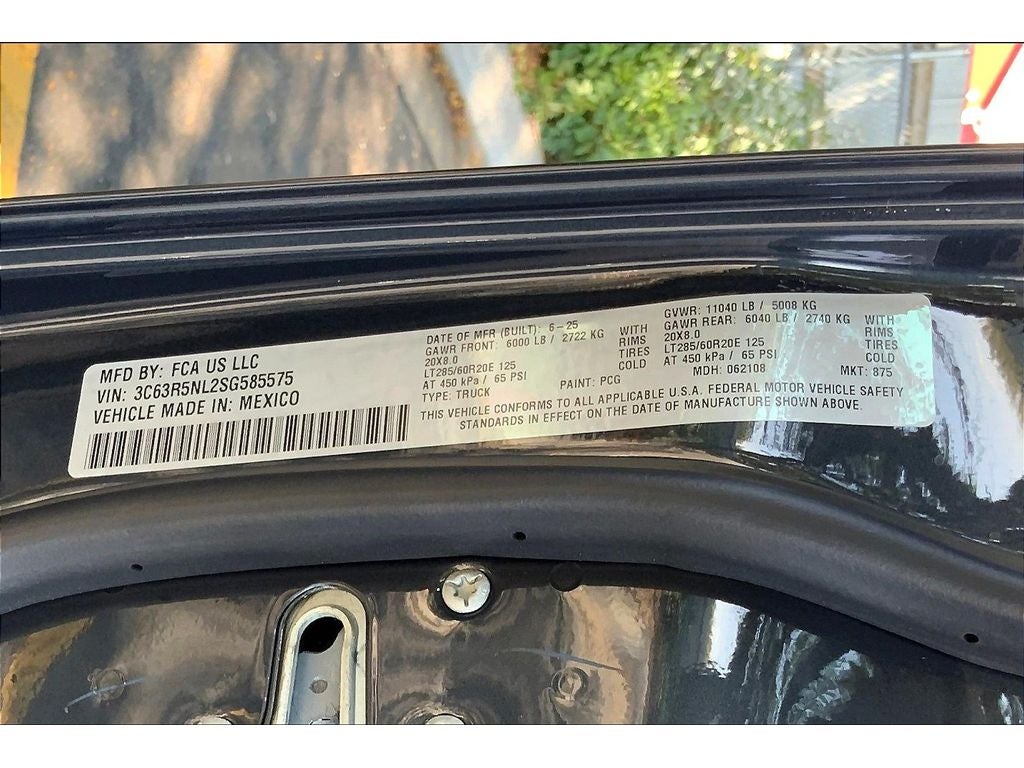 MFD BY: FCA US LLC
VIN: 3C63R5NL2SG585575
VEHICLE MADE IN: MEXICO
DATE OF MFR (BUILT): 6-25
GAWR FRONT: 6000 LB / 2722 KG
20X8.0
LT285/60R20E 125
AT 450 kPa / 65 PSI
TYPE: TRUCK
WITH
RIMS
TIRES
COLD
PAINT: PCG
GVWR: 11040 LB / 5008 KG
GAWR REAR: 6040 LB / 2740 KG
20X8.0
LT285/60R20E 125
AT 450 kPa / 65 PSI
MDH: 062108
WITH
RIMS
TIRES
COLD
MKT: 875
THIS VEHICLE CONFORMS TO ALL APPLICABLE U.S.A. FEDERAL MOTOR VEHICLE SAFETY
STANDARDS IN EFFECT ON THE DATE OF MANUFACTURE SHOWN ABOVE.